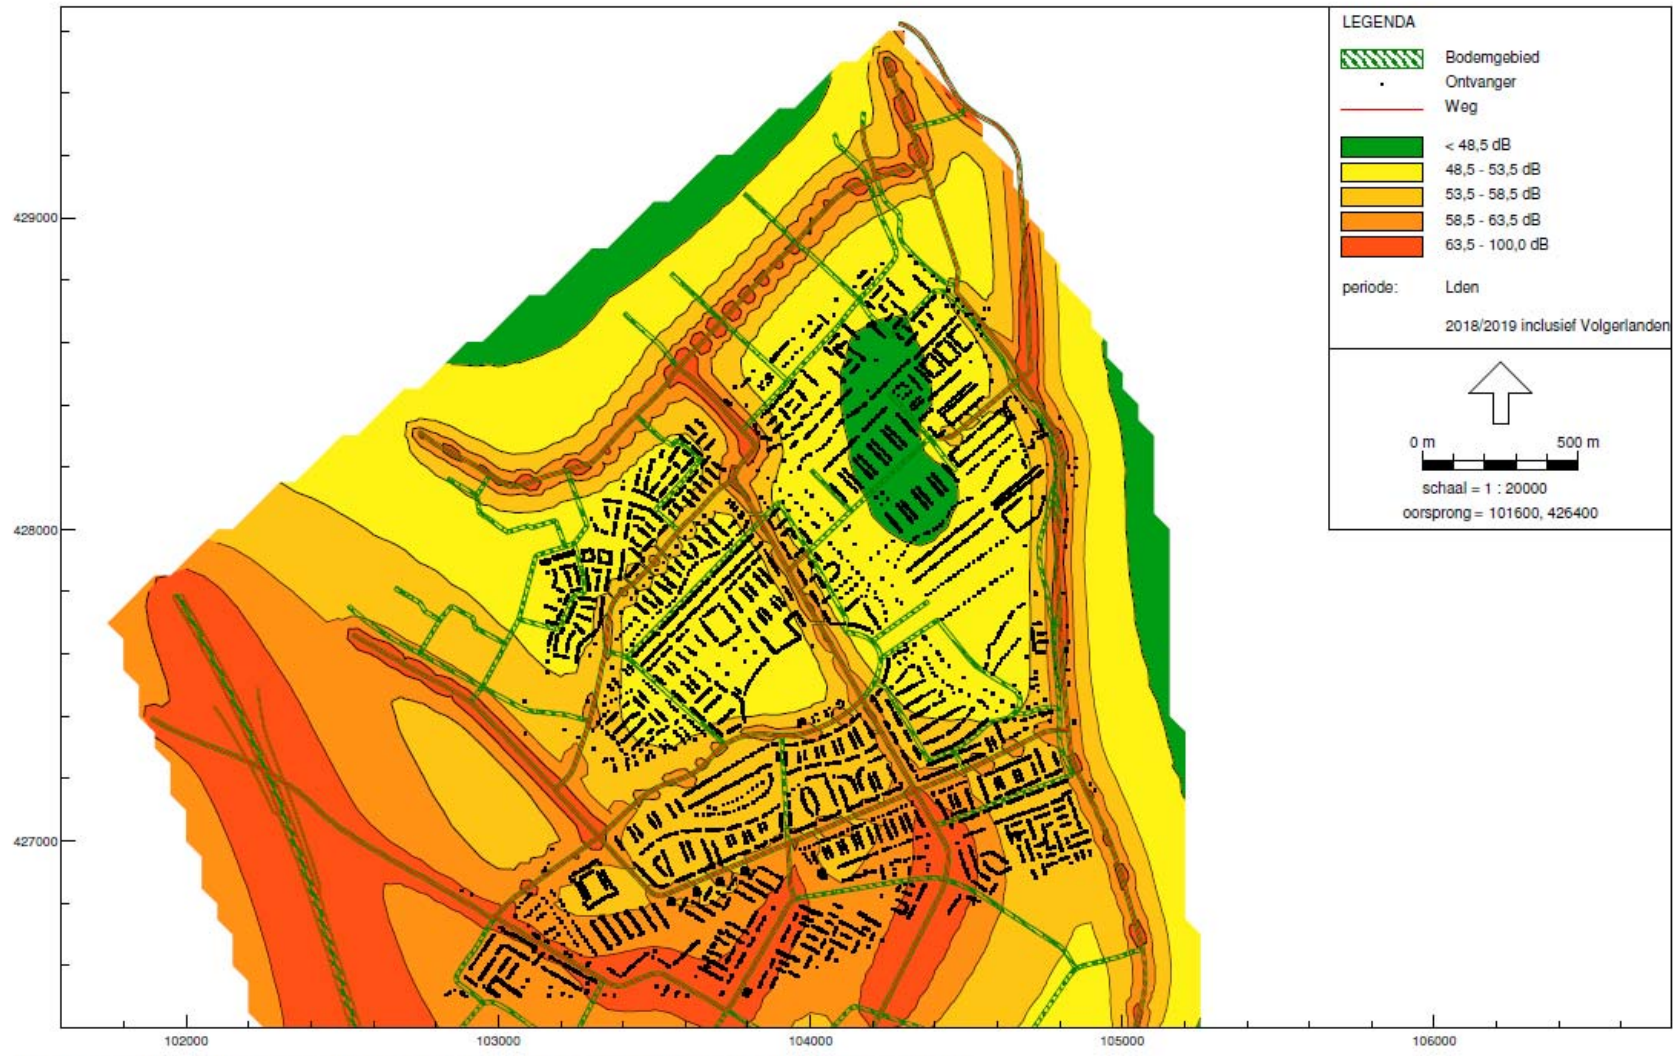 LEGENDA
Bodemgebied
Ontvanger
Weg
< 48,5 dB
48,5 - 53,5 dB
53,5 - 58,5 dB
58,5 - 63,5 dB
63,5 - 100,0 dB
periode: Lden
2018/2019 inclusief Volgerlanden
0 m 500 m
schaal = 1 : 20000
oorsprong = 101600, 426400
429000
428000
427000
102000 103000 104000 105000 106000